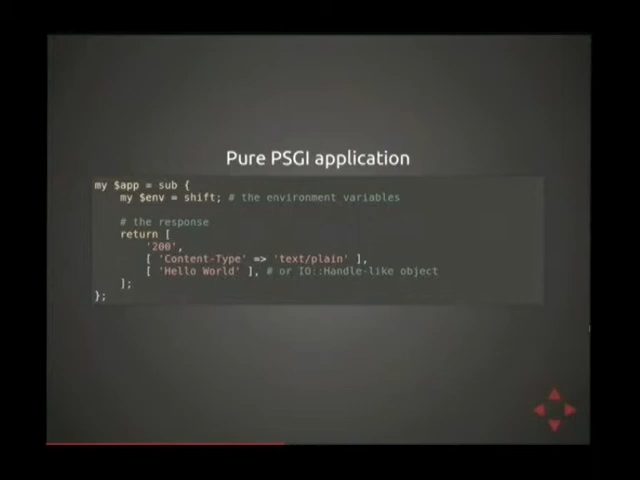 Pure PSGI application
my $app = sub {
my $env = shift; # the environment variables
# the response
return [
'200',
[ 'Content-Type' => 'text/plain' ],
[ 'Hello World' ], # or IO::Handle-like object
];
};